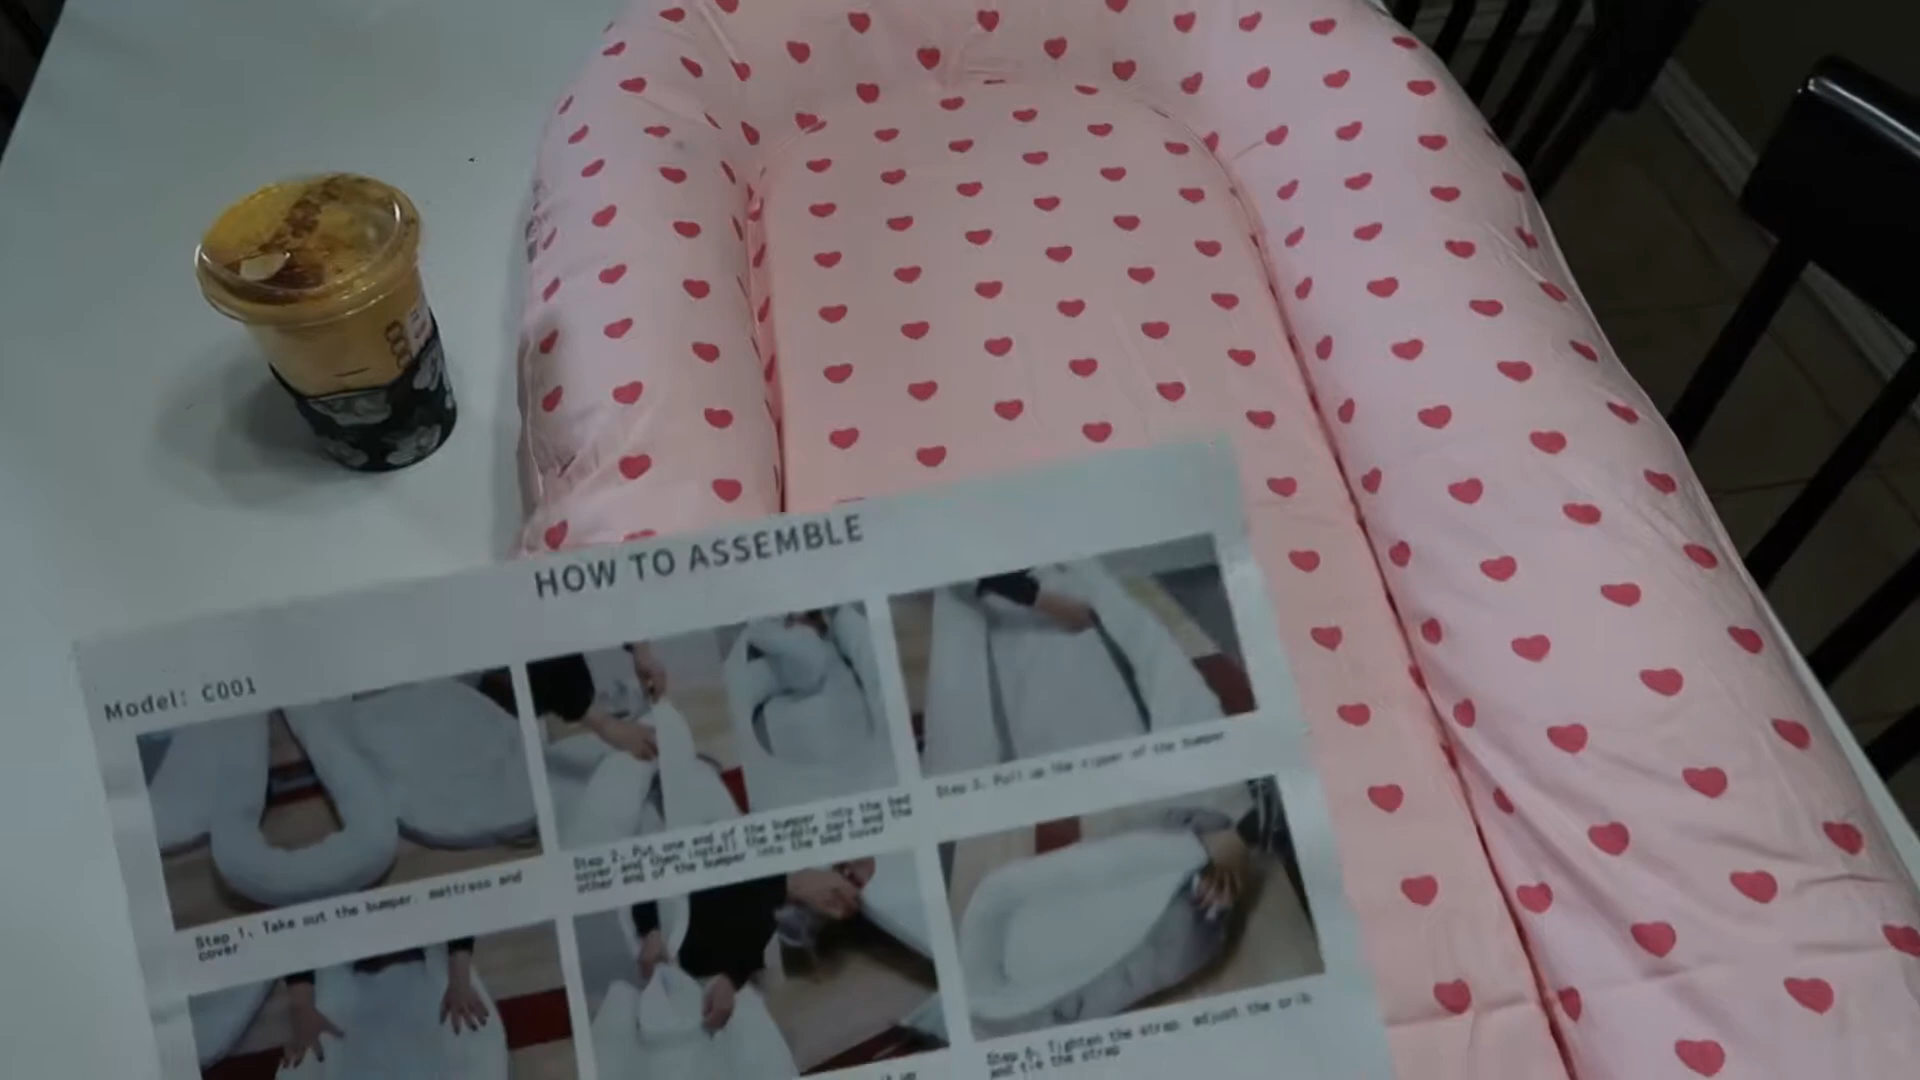 HOW TO ASSEMBLE
Model: C001
Step 1. Take out the bumper, mattress and
cover
Step 2. Put one end of the bumper into the bed
cover and then install the middle part and the
other end of the bumper into the bed cover
Step 3. Pull up the zipper of the bumper
Step 6. Tighten the strap, adjust the crib
and tie the strap